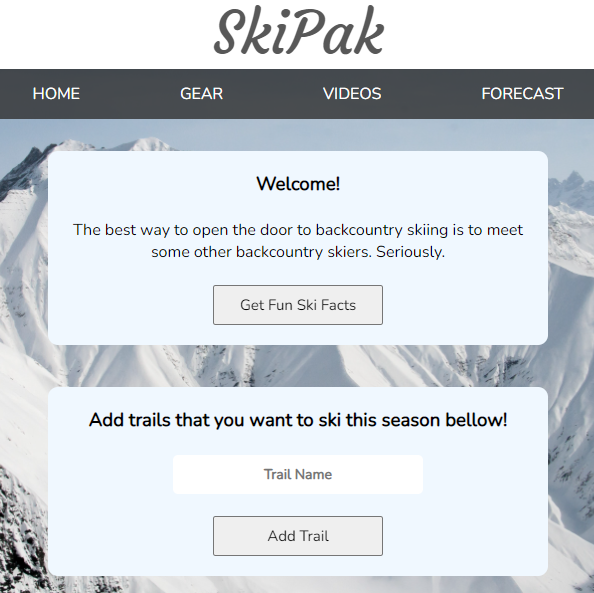 SkiPak
HOME GEAR VIDEOS FORECAST
Welcome!
The best way to open the door to backcountry skiing is to meet
some other backcountry skiers. Seriously.
Get Fun Ski Facts
Add trails that you want to ski this season bellow!
Trail Name
Add Trail